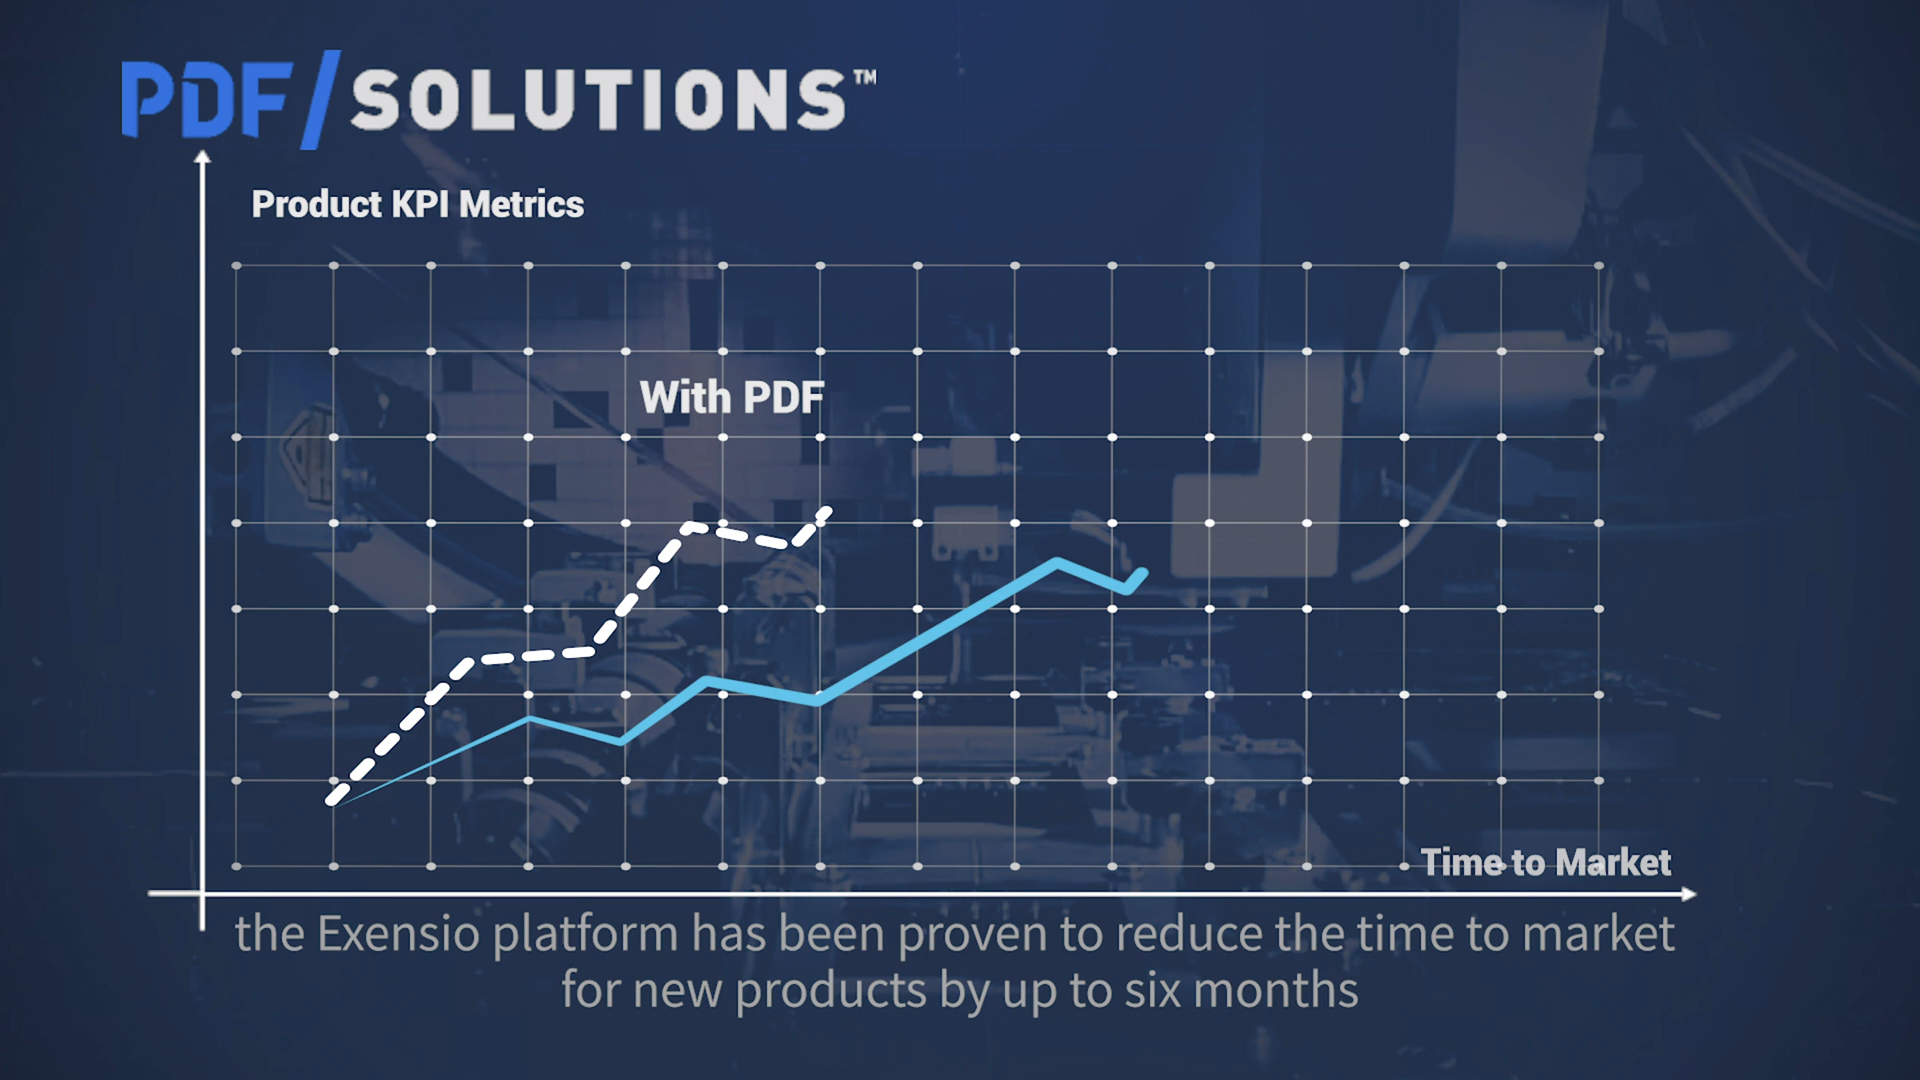 PDF/SOLUTIONS™
Product KPI Metrics
With PDF
Time to Market
the Exensio platform has been proven to reduce the time to market
for new products by up to six months